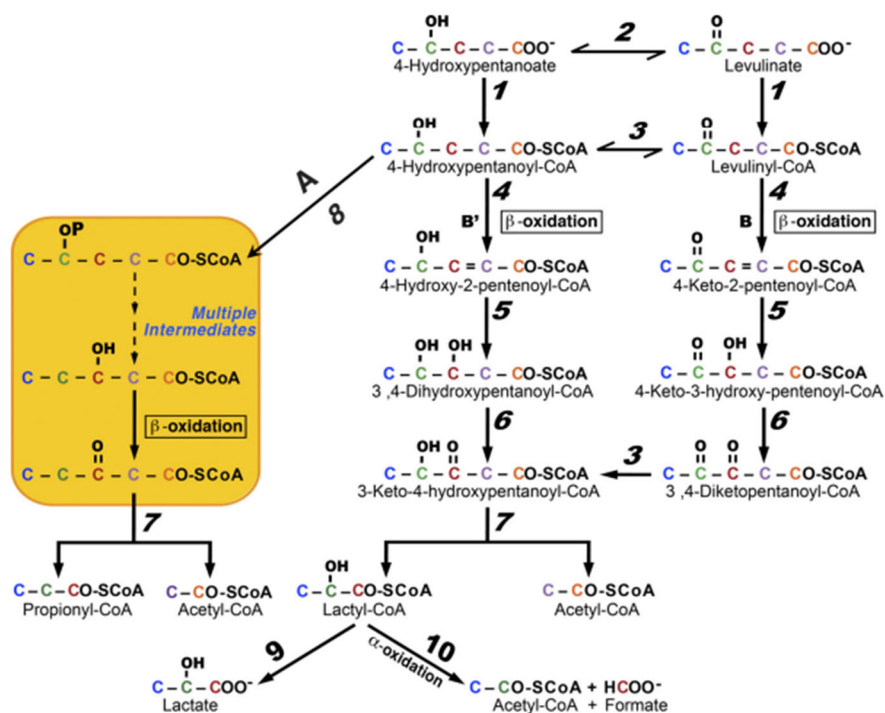 OH O
C – C – C – C – COO⁻ 2 C – C – C – C – COO⁻
4-Hydroxypentanoate Levulinate
1 1
OH O
C – C – C – C – CO-SCoA 3 C – C – C – C – CO-SCoA
4-Hydroxypentanoyl-CoA Levulinyl-CoA
A 8
4 4
B' β-oxidation B β-oxidation
OP
C – C – C – C – CO-SCoA
OH O
C – C – C = C – CO-SCoA C – C – C = C – CO-SCoA
4-Hydroxy-2-pentenoyl-CoA 4-Keto-2-pentenoyl-CoA
Multiple
Intermediates
5 5
OH
C – C – C – C – CO-SCoA
OH OH O OH
C – C – C – C – CO-SCoA C – C – C – C – CO-SCoA
3 ,4-Dihydroxypentanoyl-CoA 4-Keto-3-hydroxy-pentenoyl-CoA
β-oxidation
6 6
O
C – C – C – C – CO-SCoA
OH O O O
C – C – C – C – CO-SCoA 3 C – C – C – C – CO-SCoA
3-Keto-4-hydroxypentanoyl-CoA 3 ,4-Diketopentanoyl-CoA
7 7
OH
C – C – CO-SCoA C – CO-SCoA C – C – CO-SCoA C – CO-SCoA
Propionyl-CoA Acetyl-CoA Lactyl-CoA Acetyl-CoA
9 α-oxidation 10
OH
C – C – COO⁻ C – CO-SCoA + HCOO⁻
Lactate Acetyl-CoA + Formate